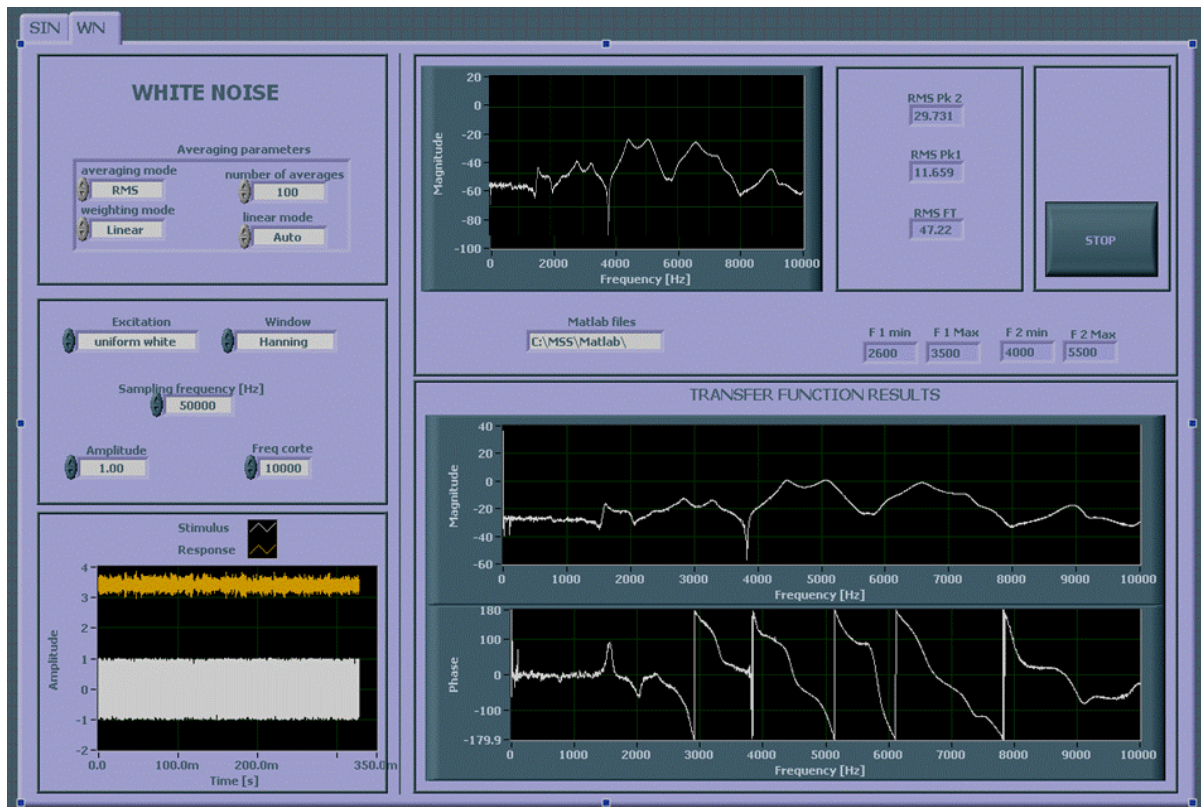 SIN WN
WHITE NOISE
Averaging parameters
averaging mode
RMS
number of averages
100
weighting mode
Linear
linear mode
Auto
Excitation
uniform white
Window
Hanning
Sampling frequency [Hz]
50000
Amplitude
1.00
Freq corte
10000
Stimulus
Response
Amplitude
4
3
2
1
0
-1
-2
0.0 100.0m 200.0m 350.0m
Time [s]
Magnitude
20
0
-20
-40
-60
-80
-100
0 2000 4000 6000 8000 10000
Frequency [Hz]
RMS Pk 2
29.731
RMS Pk1
11.659
RMS FT
47.22
STOP
Matlab files
C:\MSS\Matlab\
F 1 min F 1 Max F 2 min F 2 Max
2600 3500 4000 5500
TRANSFER FUNCTION RESULTS
Magnitude
40
20
0
-20
-40
-60
0 1000 2000 3000 4000 5000 6000 7000 8000 9000 10000
Frequency [Hz]
Phase
180
100
0
-100
-179.9
0 1000 2000 3000 4000 5000 6000 7000 8000 9000 10000
Frequency [Hz]